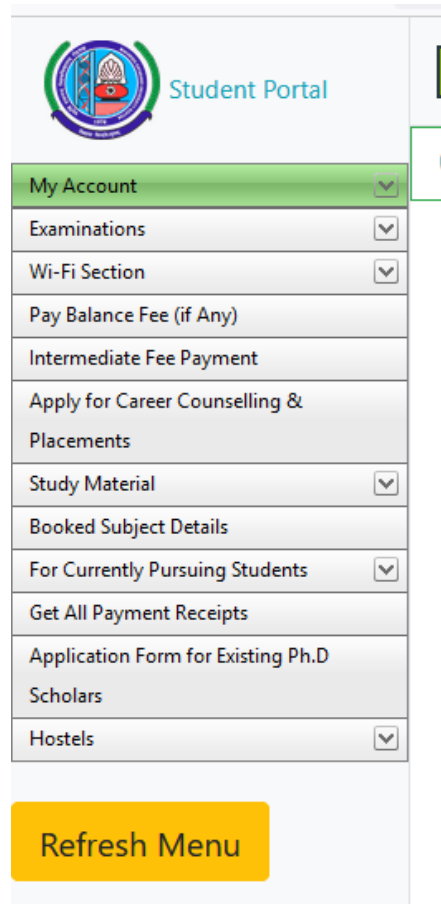 Student Portal
My Account
Examinations
Wi-Fi Section
Pay Balance Fee (if Any)
Intermediate Fee Payment
Apply for Career Counselling &
Placements
Study Material
Booked Subject Details
For Currently Pursuing Students
Get All Payment Receipts
Application Form for Existing Ph.D
Scholars
Hostels
Refresh Menu